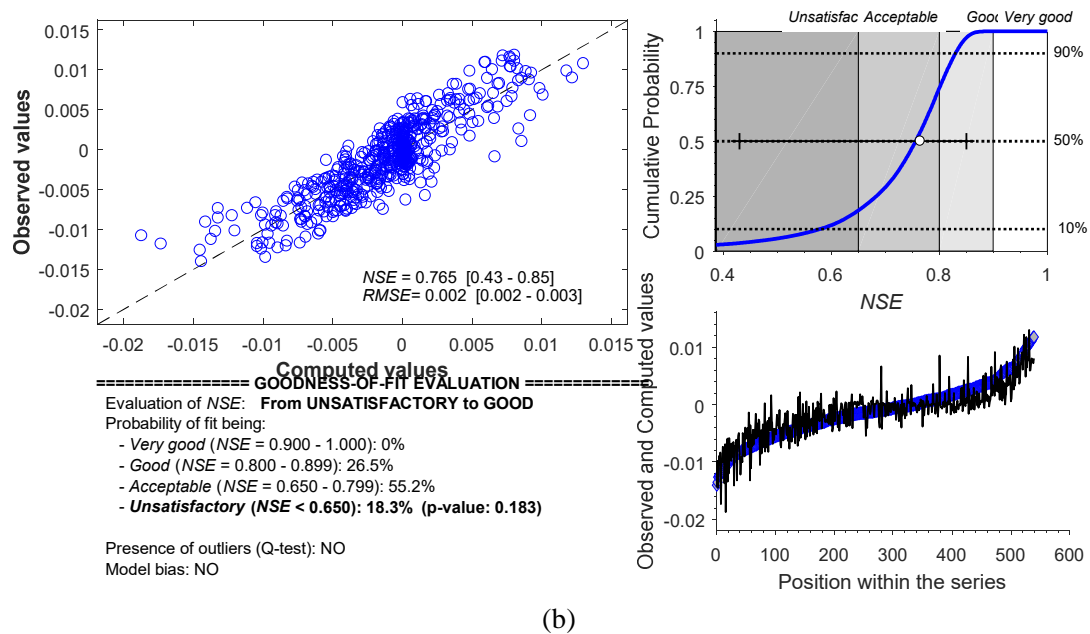 0.015
0.01
0.005
0
-0.005
-0.01
-0.015
-0.02
Observed values
NSE = 0.765 [0.43 - 0.85]
RMSE= 0.002 [0.002 - 0.003]
-0.02 -0.015 -0.01 -0.005 0 0.005 0.01 0.015
Computed values
Unsatisfac Acceptable Good Very good
1
0.75
0.5
0.25
0
Cumulative Probability
90%
50%
10%
0.4 0.6 0.8 1
NSE
================ GOODNESS-OF-FIT EVALUATION ==============
Evaluation of NSE: From UNSATISFACTORY to GOOD
Probability of fit being:
- Very good (NSE = 0.900 - 1.000): 0%
- Good (NSE = 0.800 - 0.899): 26.5%
- Acceptable (NSE = 0.650 - 0.799): 55.2%
- Unsatisfactory (NSE < 0.650): 18.3% (p-value: 0.183)
Presence of outliers (Q-test): NO
Model bias: NO
Observed and Computed values
0.01
0
-0.01
-0.02
0 100 200 300 400 500 600
Position within the series
(b)